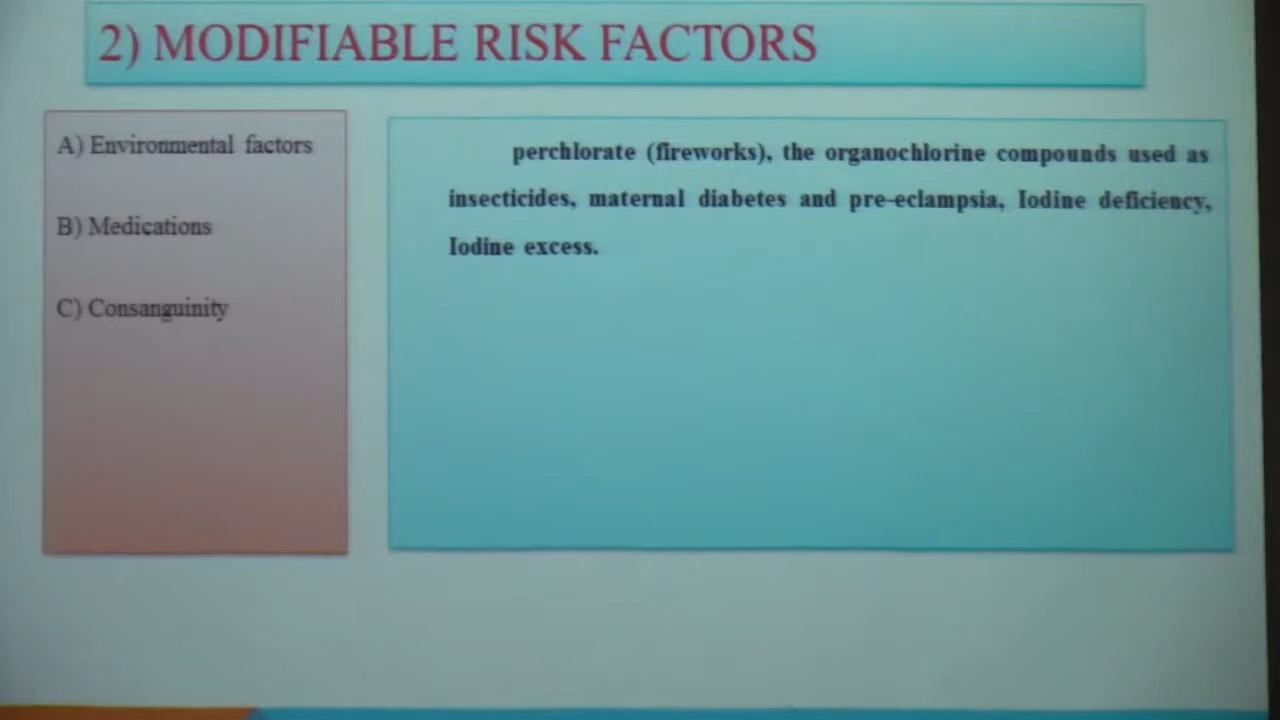 2) MODIFIABLE RISK FACTORS
A) Environmental factors
B) Medications
C) Consanguinity
perchlorate (fireworks), the organochlorine compounds used as
insecticides, maternal diabetes and pre-eclampsia, Iodine deficiency,
Iodine excess.